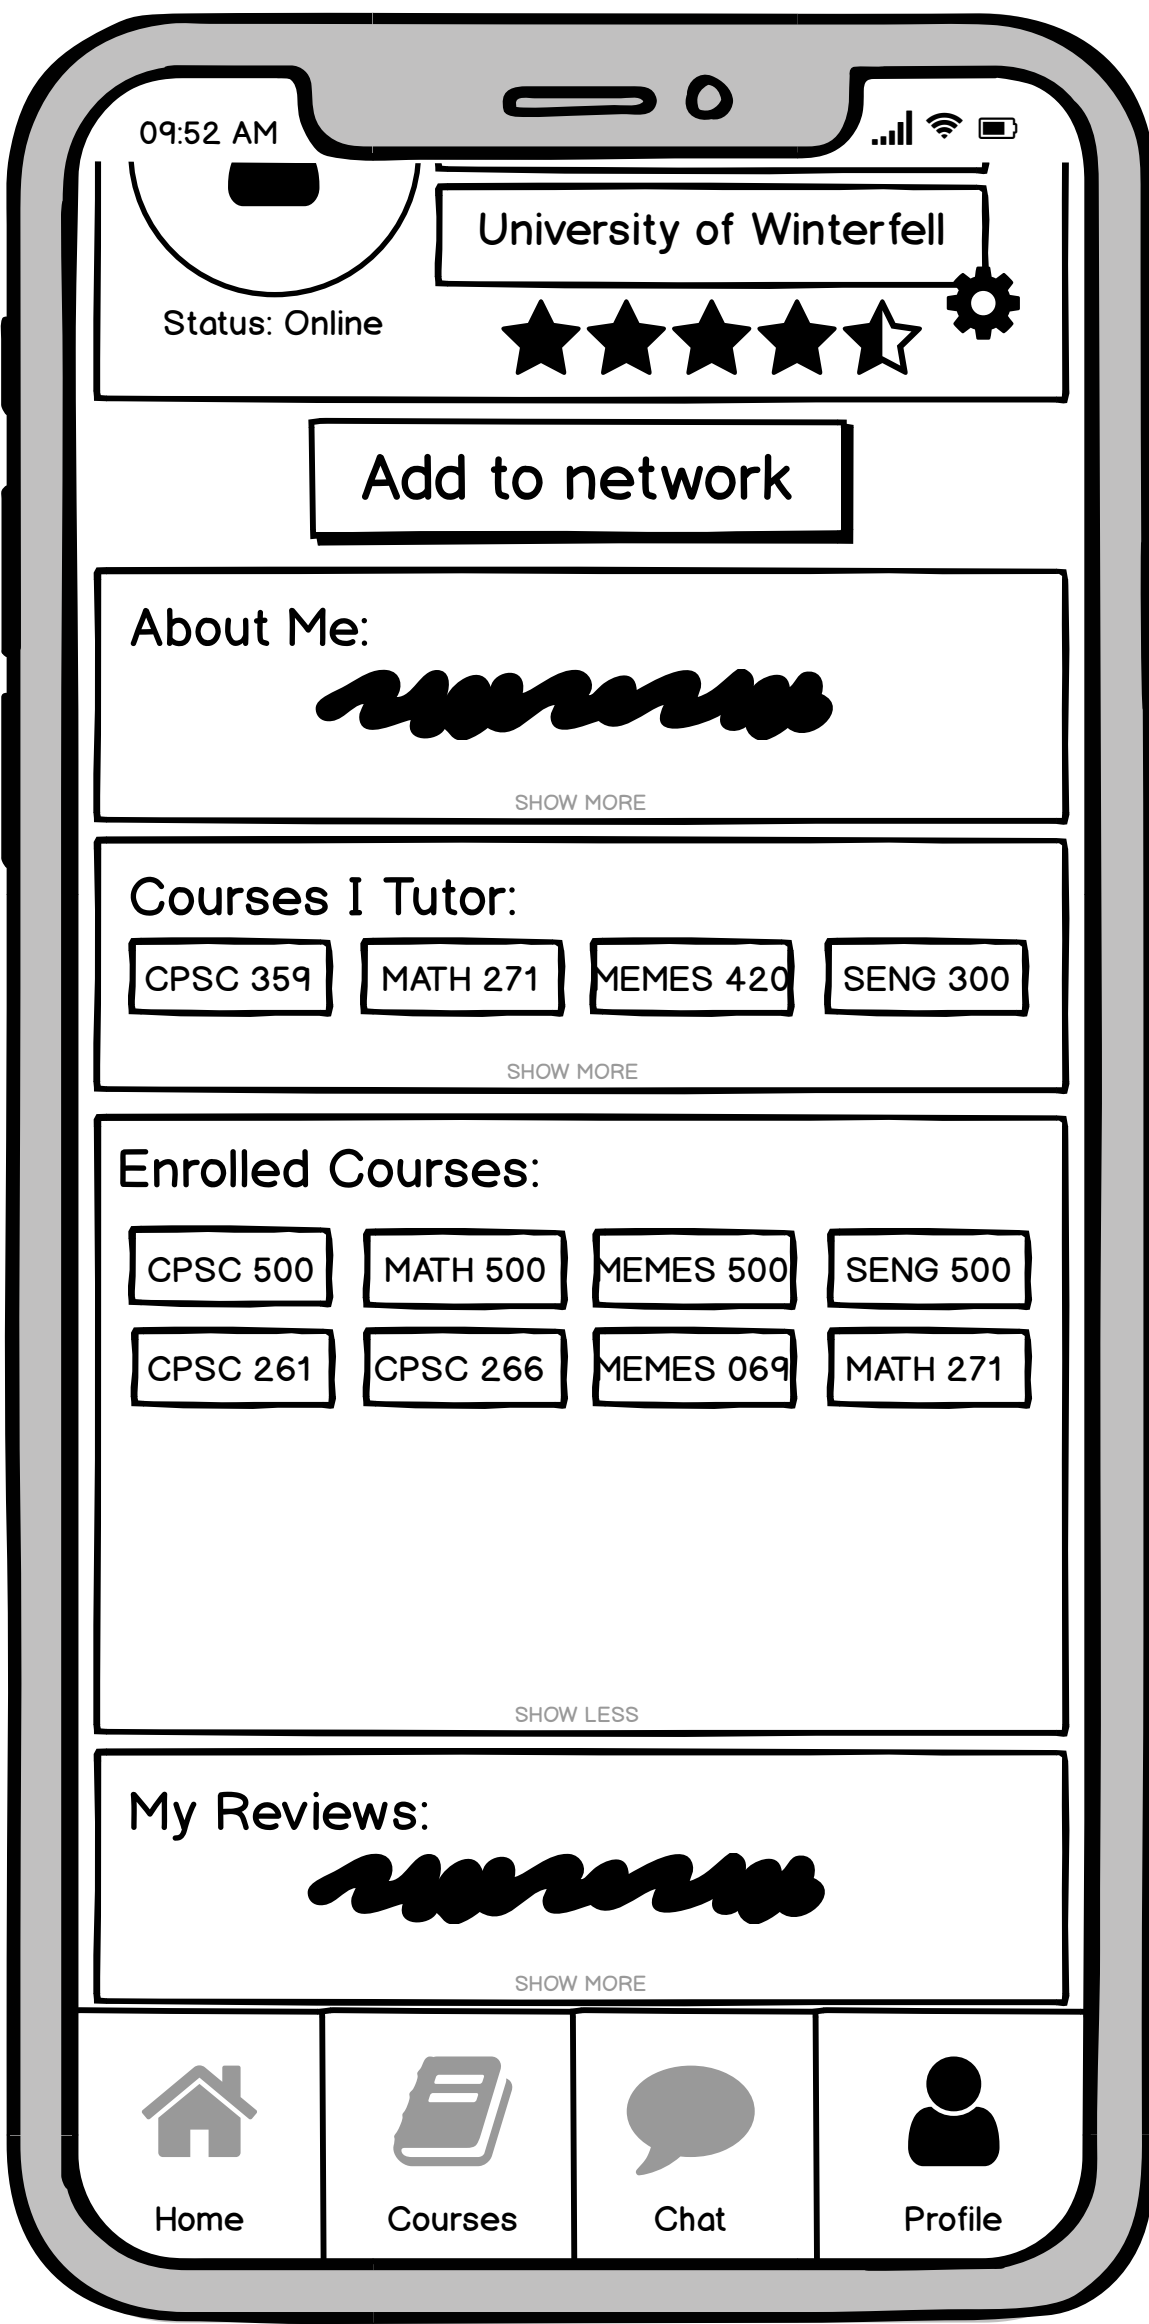 09:52 AM
University of Winterfell
Status: Online
Add to network
About Me:
SHOW MORE
Courses I Tutor:
CPSC 359 MATH 271 MEMES 420 SENG 300
SHOW MORE
Enrolled Courses:
CPSC 500 MATH 500 MEMES 500 SENG 500
CPSC 261 CPSC 266 MEMES 069 MATH 271
SHOW LESS
My Reviews:
SHOW MORE
Home Courses Chat Profile